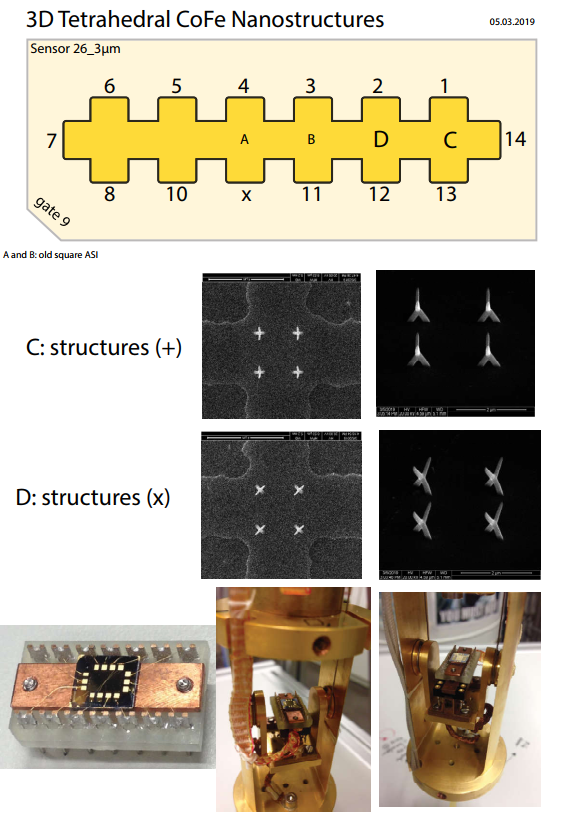 3D Tetrahedral CoFe Nanostructures
05.03.2019
Sensor 26_3µm
6 5 4 3 2 1
7 A B D C 14
8 10 x 11 12 13
gate 9
A and B: old square ASI
C: structures (+)
D: structures (x)